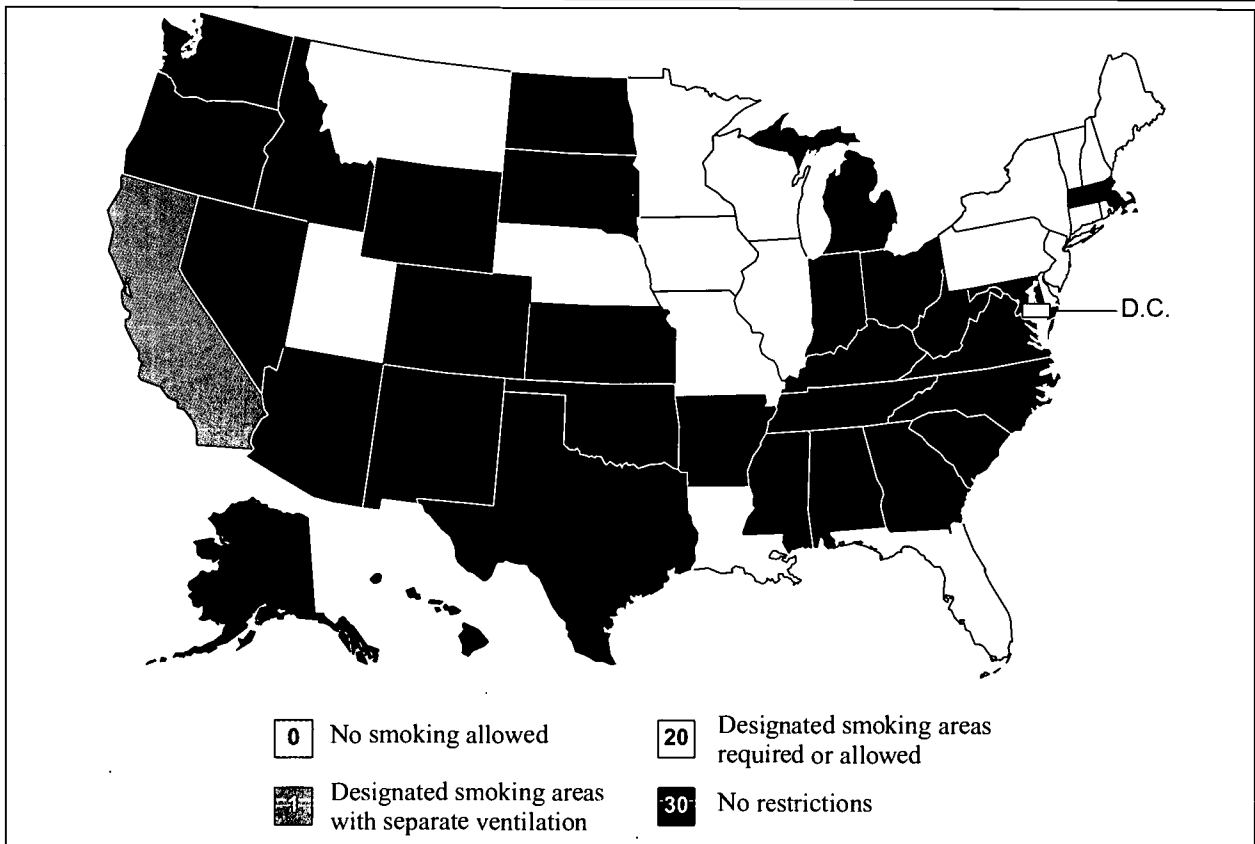 D.C.
0 No smoking allowed
20 Designated smoking areas
required or allowed
1 Designated smoking areas
with separate ventilation
30 No restrictions